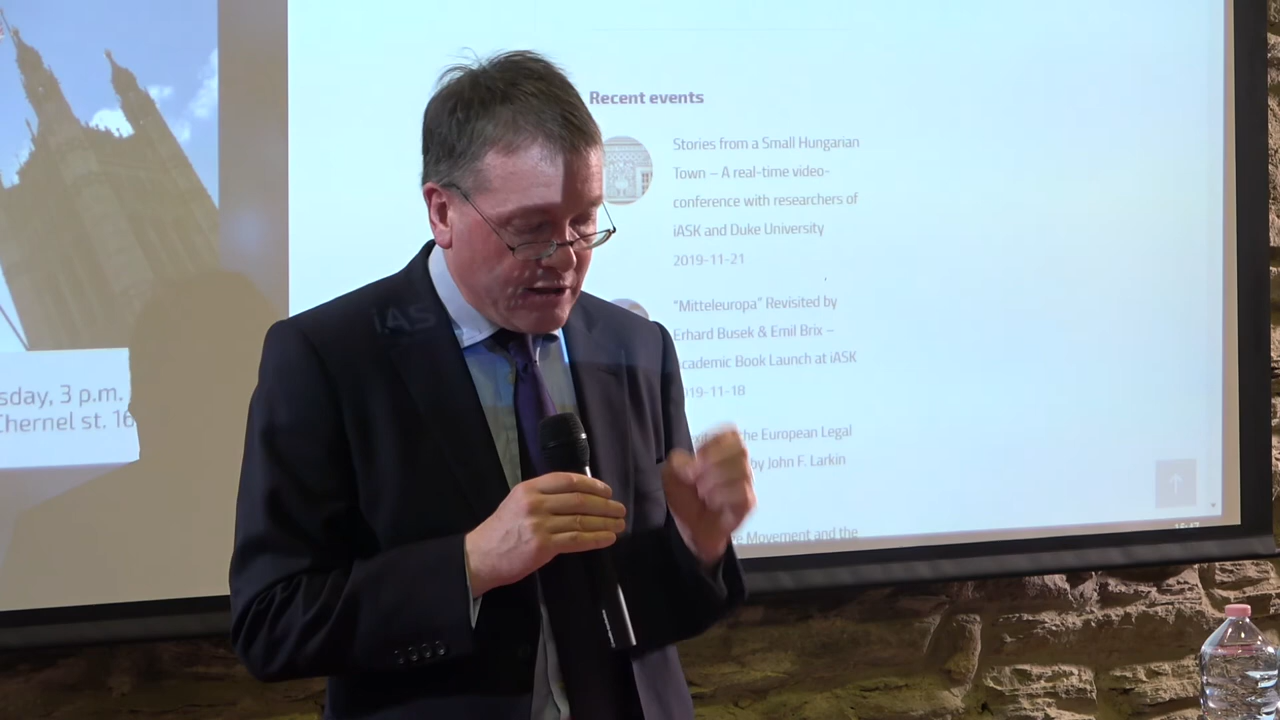 Recent events
Stories from a Small Hungarian
Town – A real-time video-
conference with researchers of
iASK and Duke University
2019-11-21
"Mitteleuropa" Revisited by
Erhard Busek & Emil Brix –
Academic Book Launch at iASK
19-11-18
the European Legal
by John F. Larkin
Movement and the
sday, 3 p.m.
Chernel st. 16
iAS